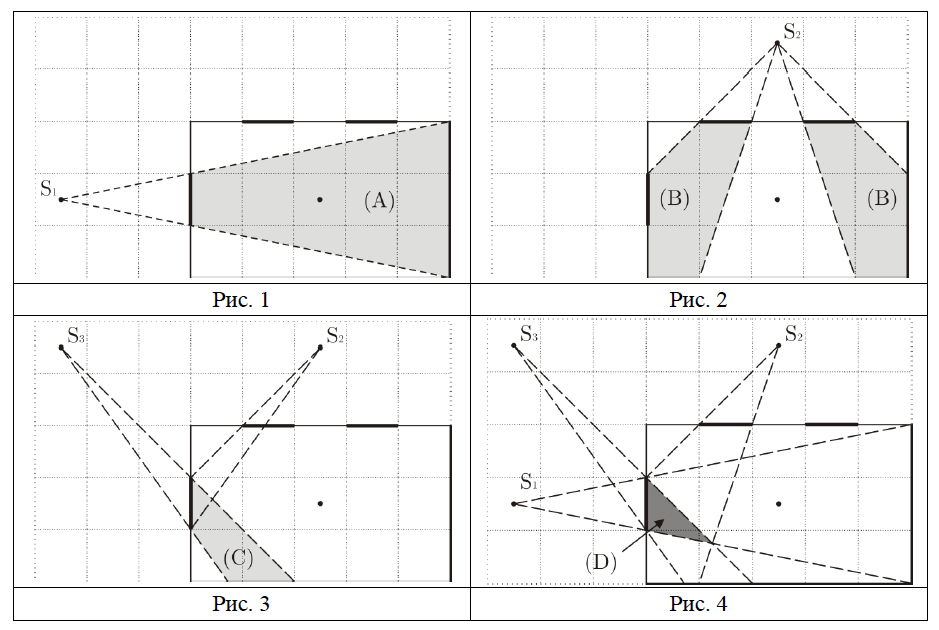 S₁
(A)
Рис. 1
S₂
(B)
(B)
Рис. 2
S₃
S₂
(C)
Рис. 3
S₃
S₂
S₁
(D)
Рис. 4